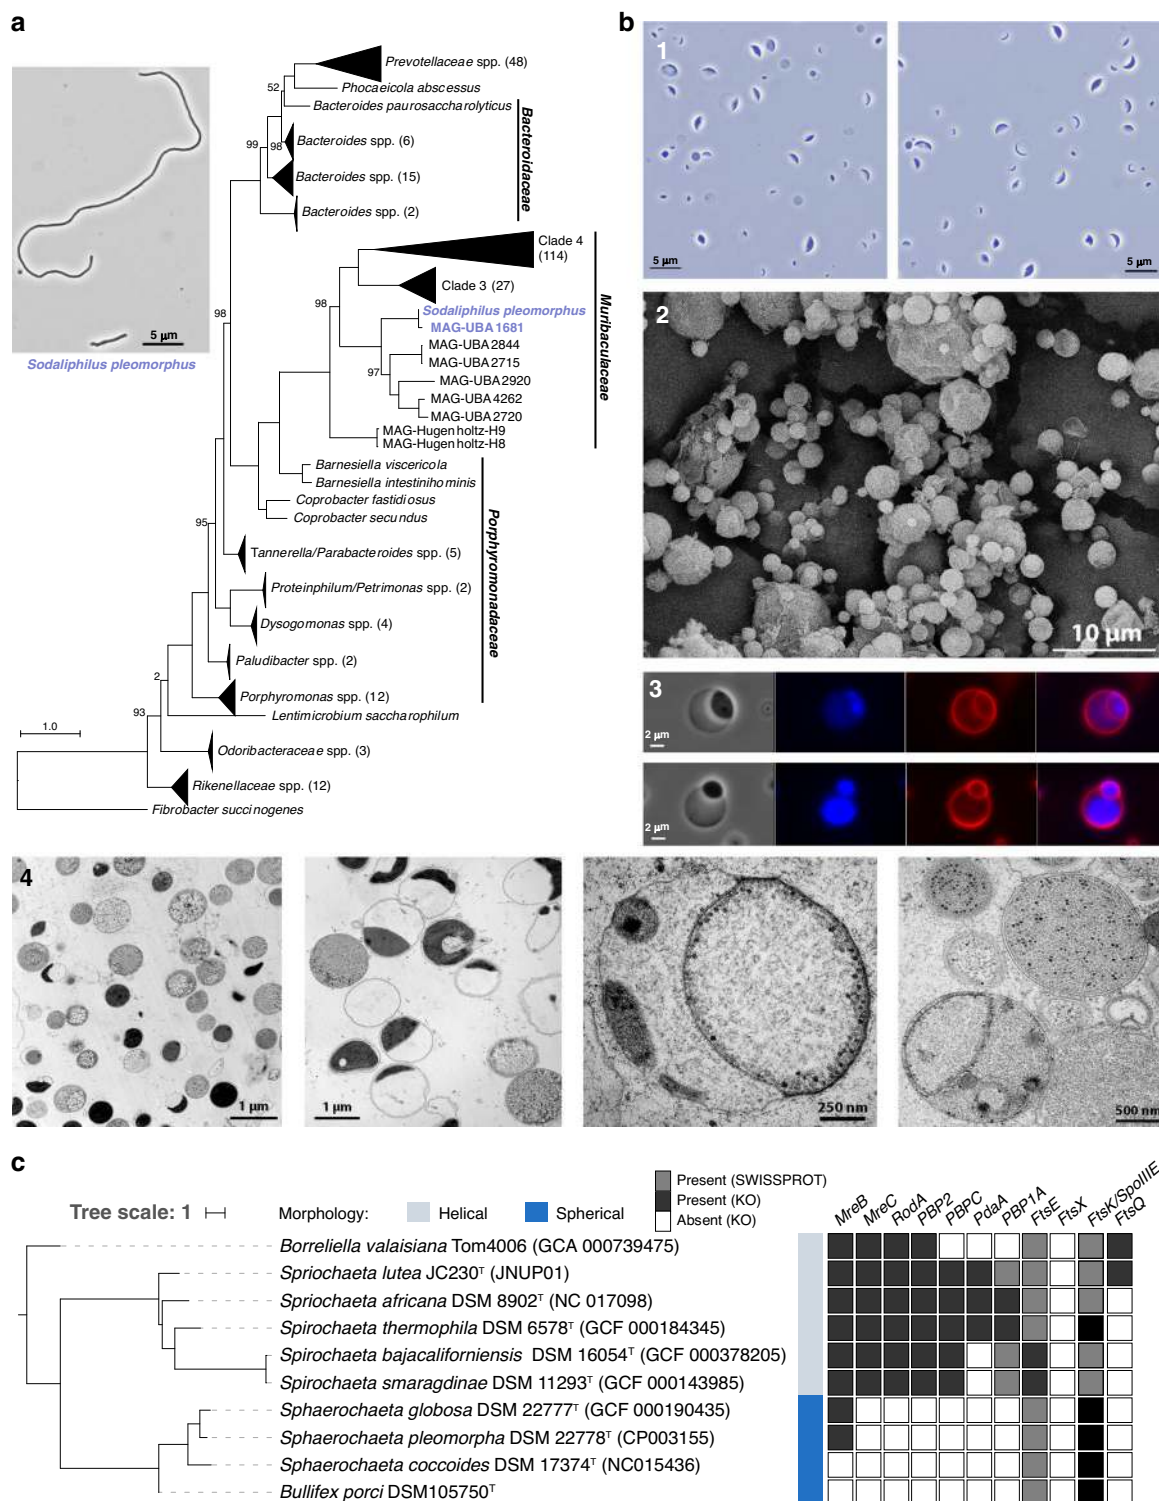 a
Prevotellaceae spp. (48)
52
Phocaeicola abscessus
Bacteroides paurosaccharolyticus
99
98
Bacteroides spp. (6)
Bacteroides spp. (15)
Bacteroides spp. (2)
Bacteroidaceae
5 µm
Sodaliphilus pleomorphus
Clade 4
(114)
Clade 3 (27)
98
98
Sodaliphilus pleomorphus
MAG-UBA1681
MAG-UBA2844
MAG-UBA2715
97
MAG-UBA2920
MAG-UBA4262
MAG-UBA2720
MAG-Hugenholtz-H9
MAG-Hugenholtz-H8
Muribaculaceae
Barnesiella viscericola
Barnesiella intestinihominis
Coprobacter fastidiosus
Coprobacter secundus
95
Tannerella/Parabacteroides spp. (5)
Proteinphilum/Petrimonas spp. (2)
Dysogomonas spp. (4)
Paludibacter spp. (2)
2
Porphyromonas spp. (12)
Porphyromonadaceae
93
Lentimicrobium saccharophilum
1.0
Odoribacteraceae spp. (3)
Rikenellaceae spp. (12)
Fibrobacter succinogenes
b
1
5 µm
5 µm
2
10 µm
3
2 µm
2 µm
4
1 µm
1 µm
250 nm
500 nm
c
Tree scale: 1
Morphology:
Helical
Spherical
Present (SWISSPROT)
Present (KO)
Absent (KO)
MreB
MreC
RodA
PBP2
PBPC
PdaA
PBP1A
FtsE
FtsX
FtsK/SpoIIIE
FtsQ
Borreliella valaisiana Tom4006 (GCA 000739475)
Spriochaeta lutea JC230ᵀ (JNUP01)
Spriochaeta africana DSM 8902ᵀ (NC 017098)
Spirochaeta thermophila DSM 6578ᵀ (GCF 000184345)
Spirochaeta bajacaliforniensis DSM 16054ᵀ (GCF 000378205)
Spirochaeta smaragdinae DSM 11293ᵀ (GCF 000143985)
Sphaerochaeta globosa DSM 22777ᵀ (GCF 000190435)
Sphaerochaeta pleomorpha DSM 22778ᵀ (CP003155)
Sphaerochaeta coccoides DSM 17374ᵀ (NC015436)
Bullifex porci DSM105750ᵀ